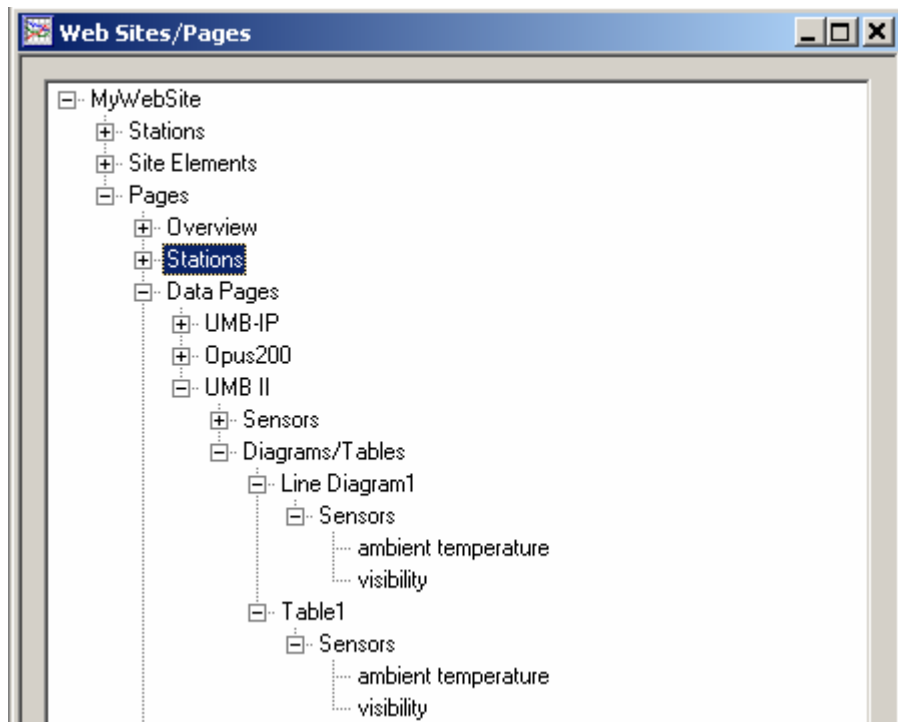 Web Sites/Pages
MyWebSite
Stations
Site Elements
Pages
Overview
Stations
Data Pages
UMB-IP
Opus200
UMB II
Sensors
Diagrams/Tables
Line Diagram1
Sensors
ambient temperature
visibility
Table1
Sensors
ambient temperature
visibility